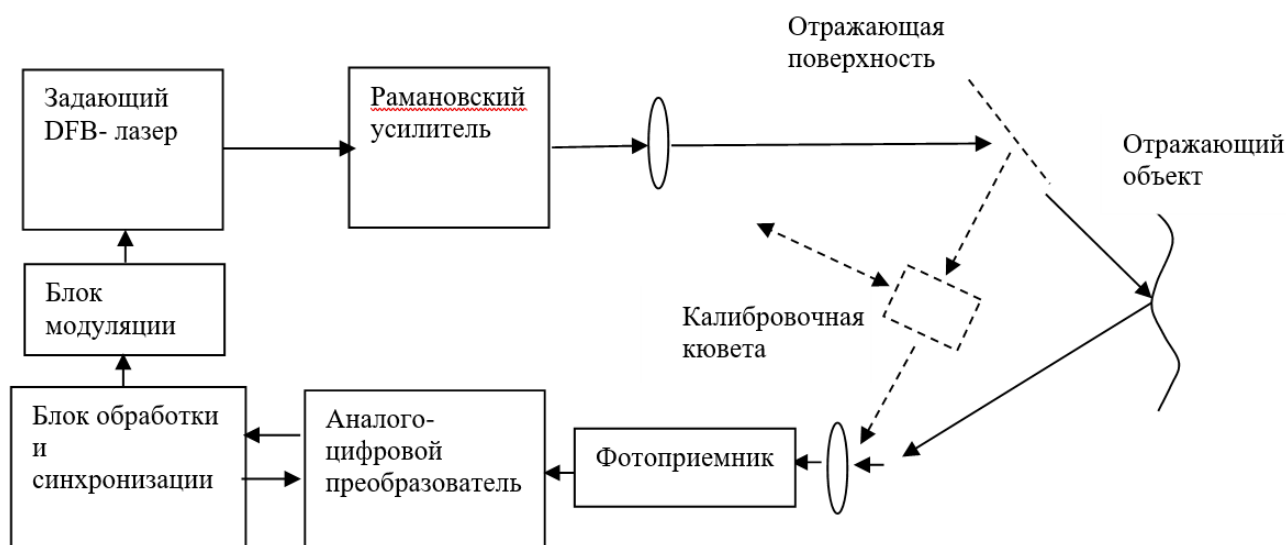 Отражающая
поверхность
Задающий
DFB- лазер
Рамановский
усилитель
Отражающий
объект
Блок
модуляции
Калибровочная
кювета
Блок обработки
и
синхронизации
Аналого-
цифровой
преобразователь
Фотоприемник